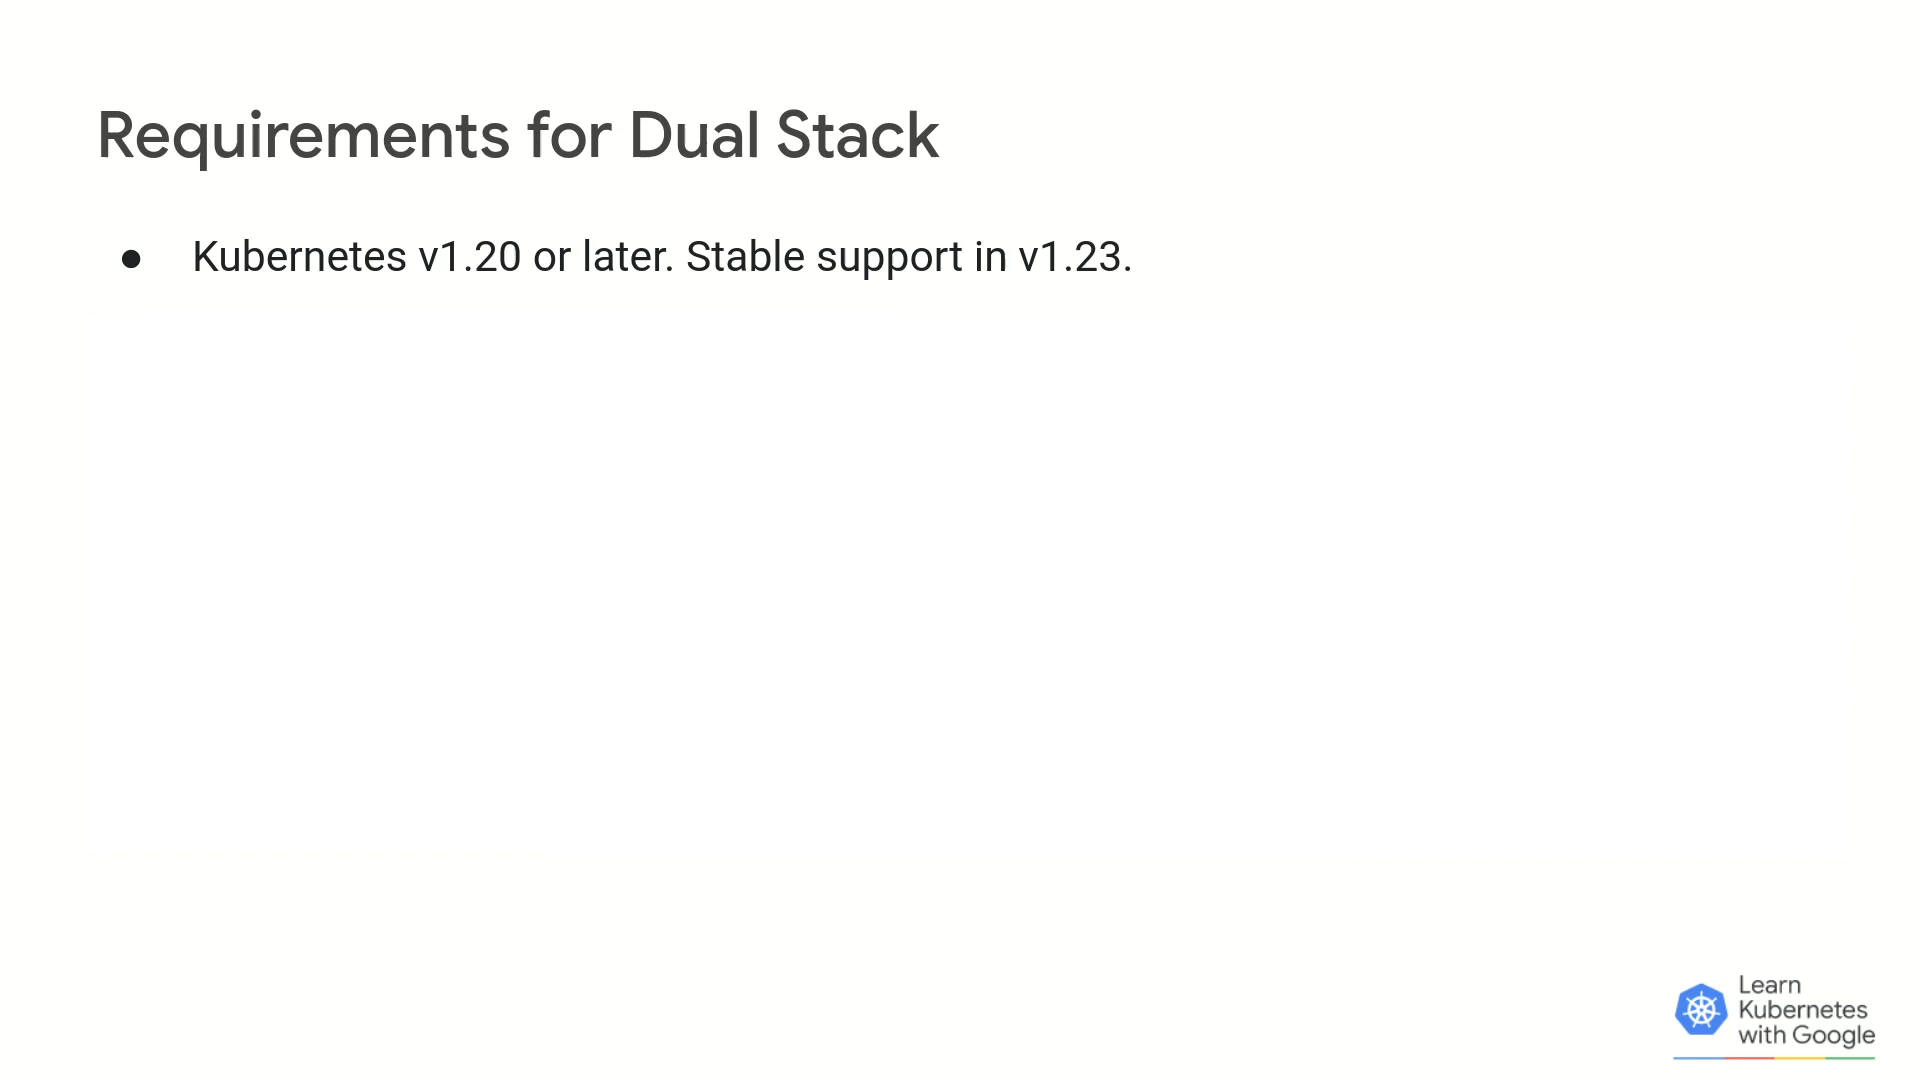 Requirements for Dual Stack
● Kubernetes v1.20 or later. Stable support in v1.23.
Learn
Kubernetes
with Google